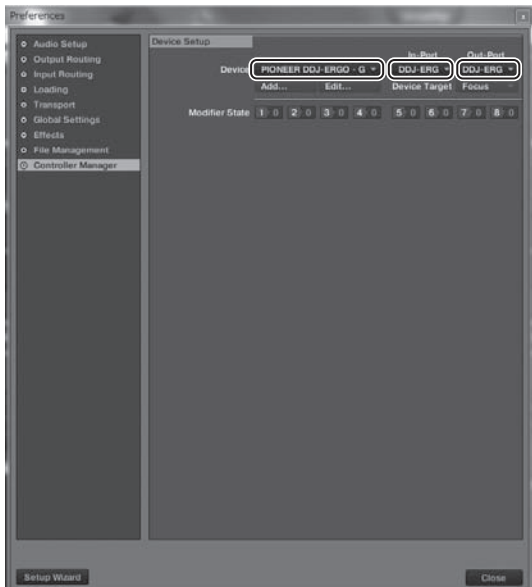 Preferences
Audio Setup
Output Routing
Input Routing
Loading
Transport
Global Settings
Effects
File Management
Controller Manager
Device Setup
In-Port Out-Port
Device PIONEER DDJ-ERGO - G DDJ-ERG DDJ-ERG
Add... Edit... Device Target Focus
Modifier State 1 0 2 0 3 0 4 0 5 0 6 0 7 0 8 0
Setup Wizard
Close